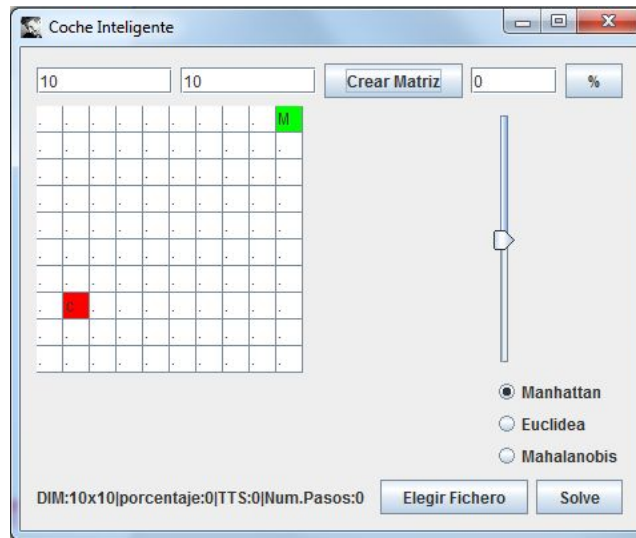 Coche Inteligente
10 10 Crear Matriz 0 %
. . . . . . . . . M
. . . . . . . . . .
. . . . . . . . . .
. . . . . . . . . .
. . . . . . . . . .
. . . . . . . . . .
. . . . . . . . . .
. C . . . . . . . .
. . . . . . . . . .
. . . . . . . . . .
Manhattan
Euclidea
Mahalanobis
DIM:10x10|porcentaje:0|TTS:0|Num.Pasos:0 Elegir Fichero Solve